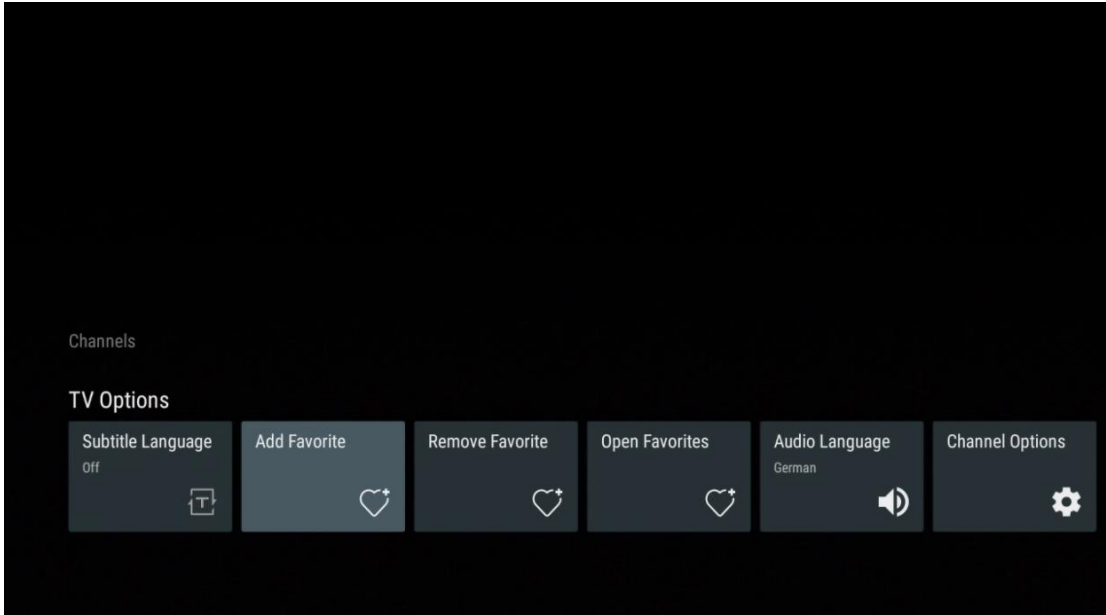 Channels
TV Options
Subtitle Language
Off
Add Favorite
Remove Favorite
Open Favorites
Audio Language
German
Channel Options